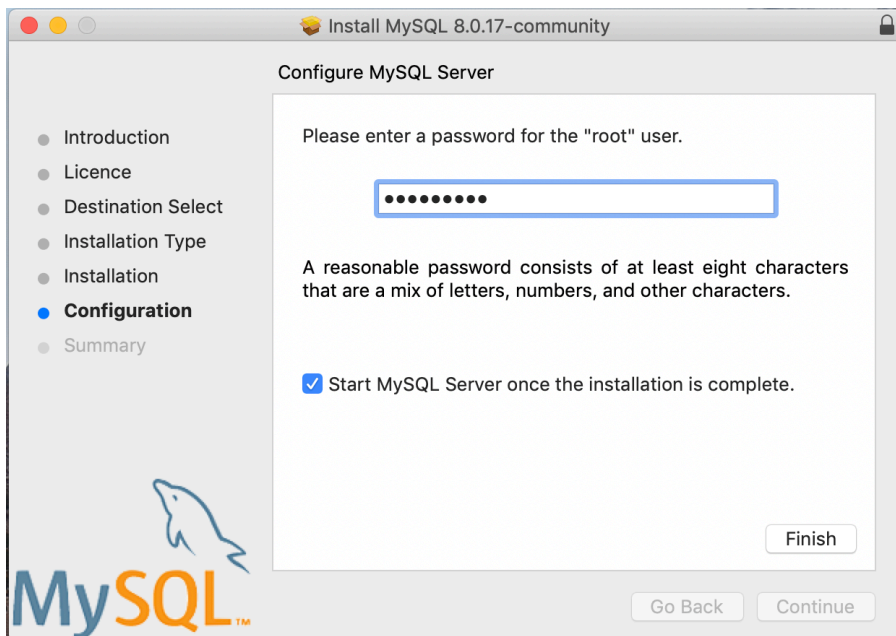 Install MySQL 8.0.17-community
Configure MySQL Server
Introduction
Licence
Destination Select
Installation Type
Installation
Configuration
Summary
Please enter a password for the "root" user.
A reasonable password consists of at least eight characters
that are a mix of letters, numbers, and other characters.
Start MySQL Server once the installation is complete.
Finish
MySQL™
Go Back
Continue